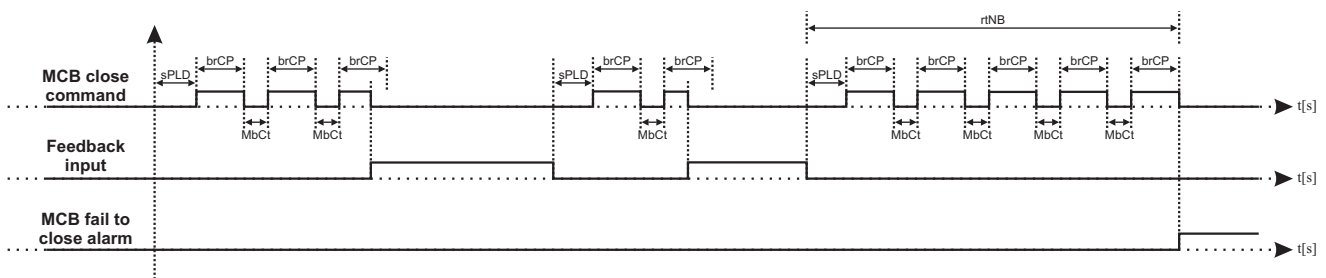 rtNB
brCP brCP brCP brCP brCP brCP brCP brCP brCP brCP
sPLD sPLD sPLD
MCB close
command
t[s]
MbCt MbCt MbCt MbCt MbCt MbCt MbCt
Feedback
input
t[s]
MCB fail to
close alarm
t[s]